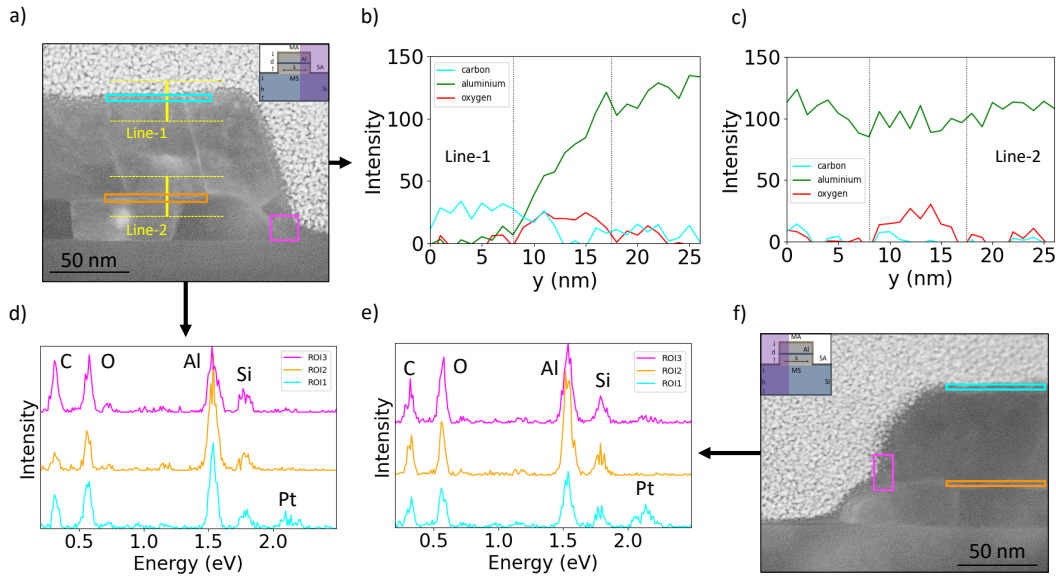 a)
MA
i
d
t
Al
s
SA
MS
i
h
t
Si
Line-1
Line-2
50 nm
b)
150
100
50
0
Intensity
carbon
aluminium
oxygen
Line-1
0 5 10 15 20 25
y (nm)
c)
150
100
50
0
Intensity
carbon
aluminium
oxygen
Line-2
0 5 10 15 20 25
y (nm)
d)
C
O
Al
Si
Pt
ROI3
ROI2
ROI1
Intensity
0.5 1.0 1.5 2.0
Energy (eV)
e)
C
O
Al
Si
Pt
ROI3
ROI2
ROI1
Intensity
0.5 1.0 1.5 2.0
Energy (eV)
f)
MA
i
d
t
Al
s
SA
MS
i
h
t
Si
50 nm